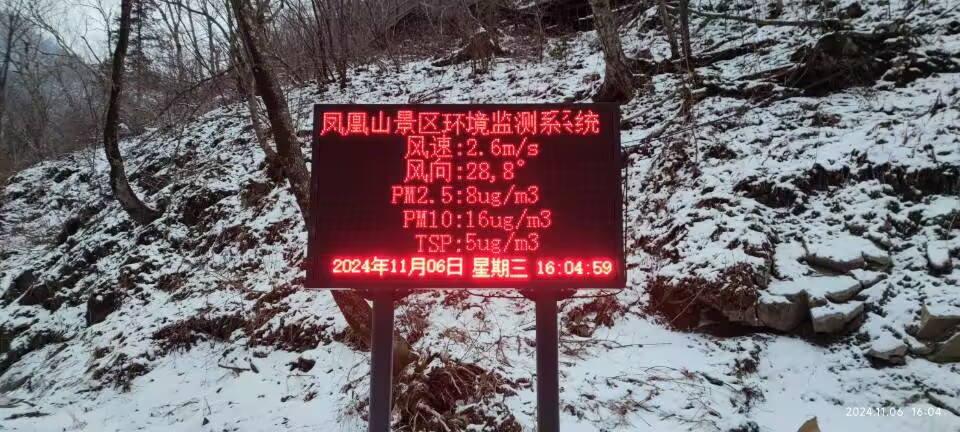 凤凰山景区环境监测系统
风速:2.6m/s
风向:28,8°
PM2.5:8ug/m3
PM10:16ug/m3
TSP:5ug/m3
2024年11月06日 星期三 16:04:59
2024.11.06 16:04